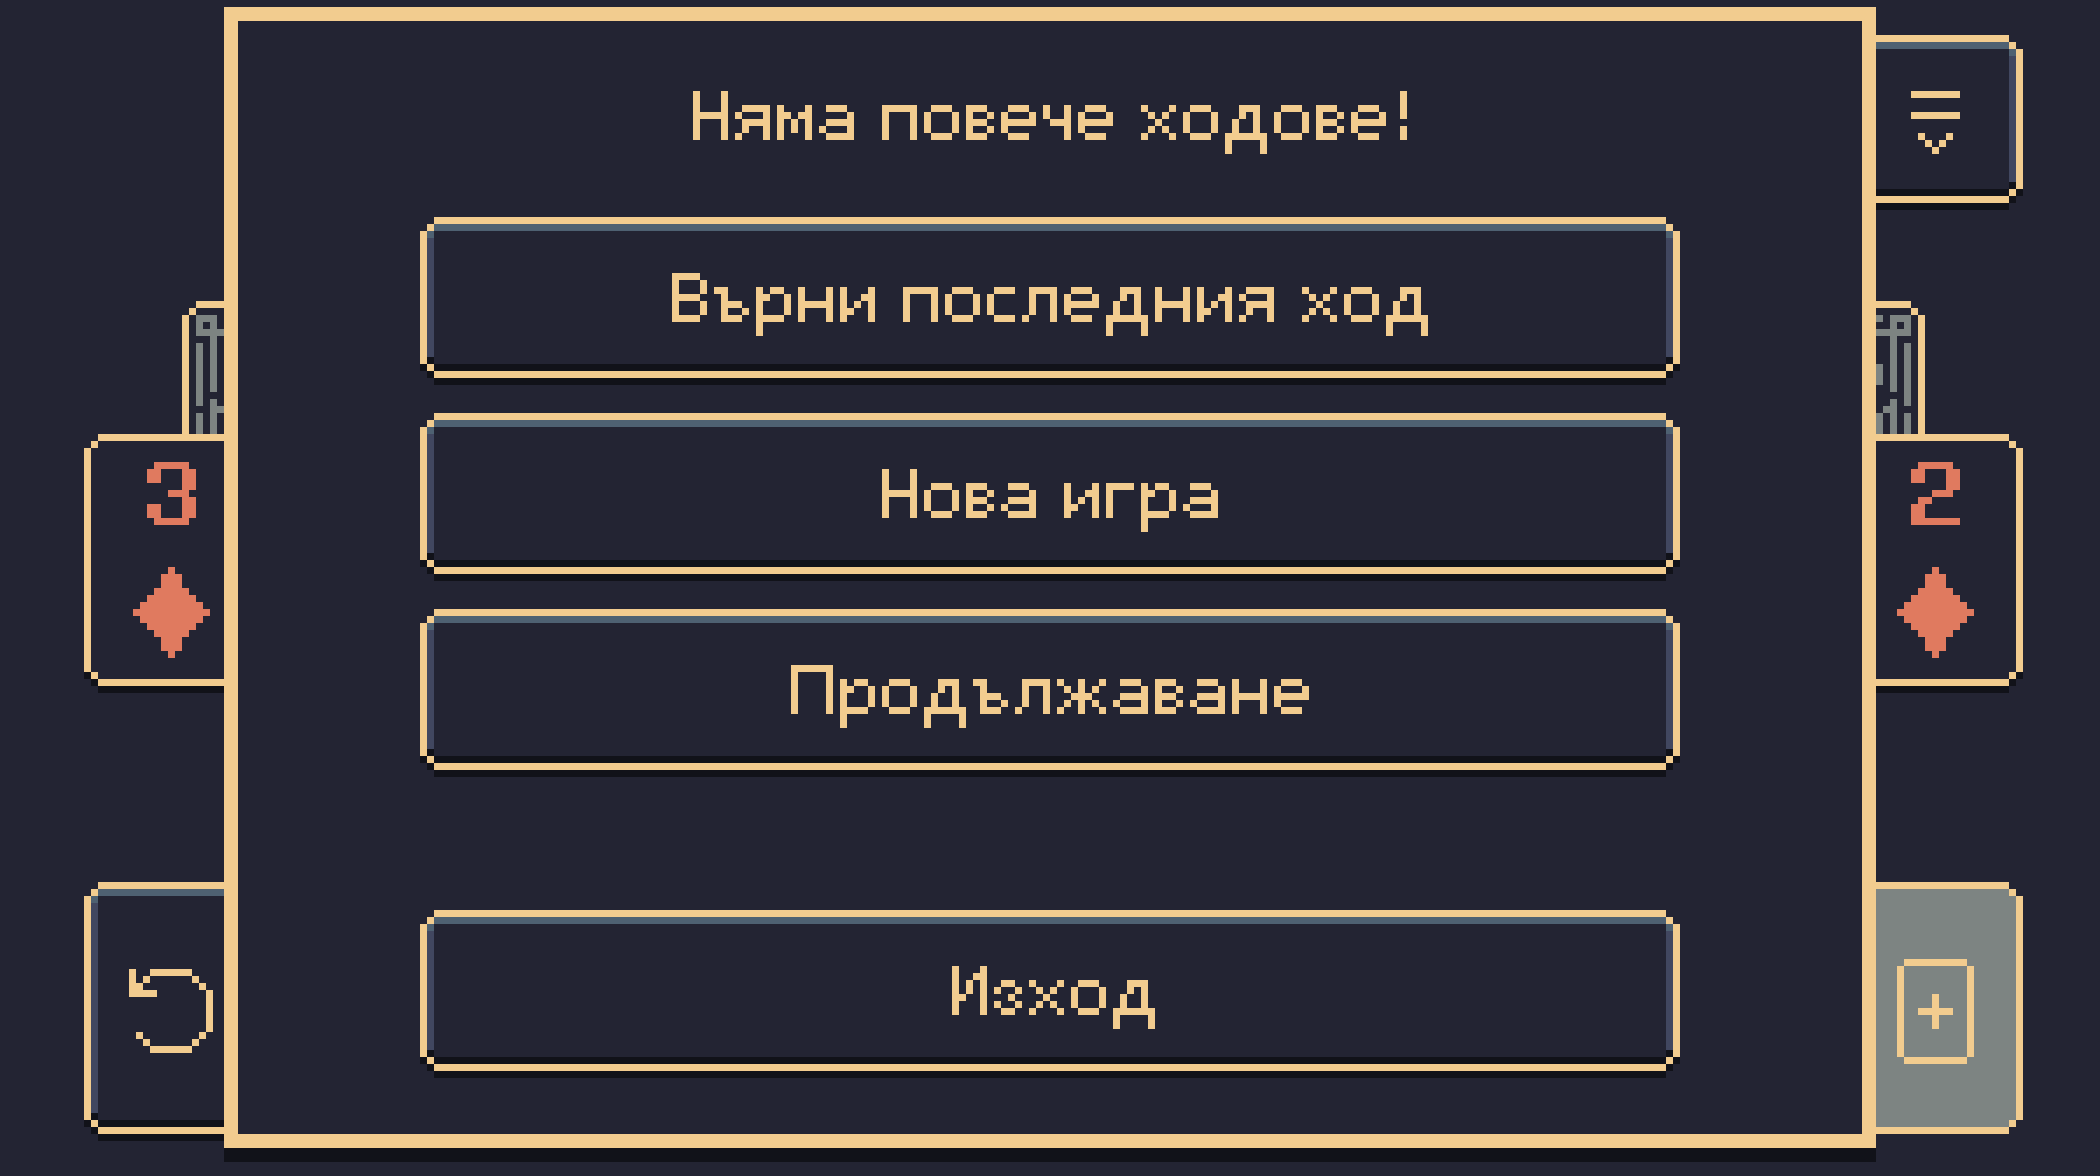 Няма повече ходове!
Върни последния ход
3
2
Нова игра
Продължаване
Изход